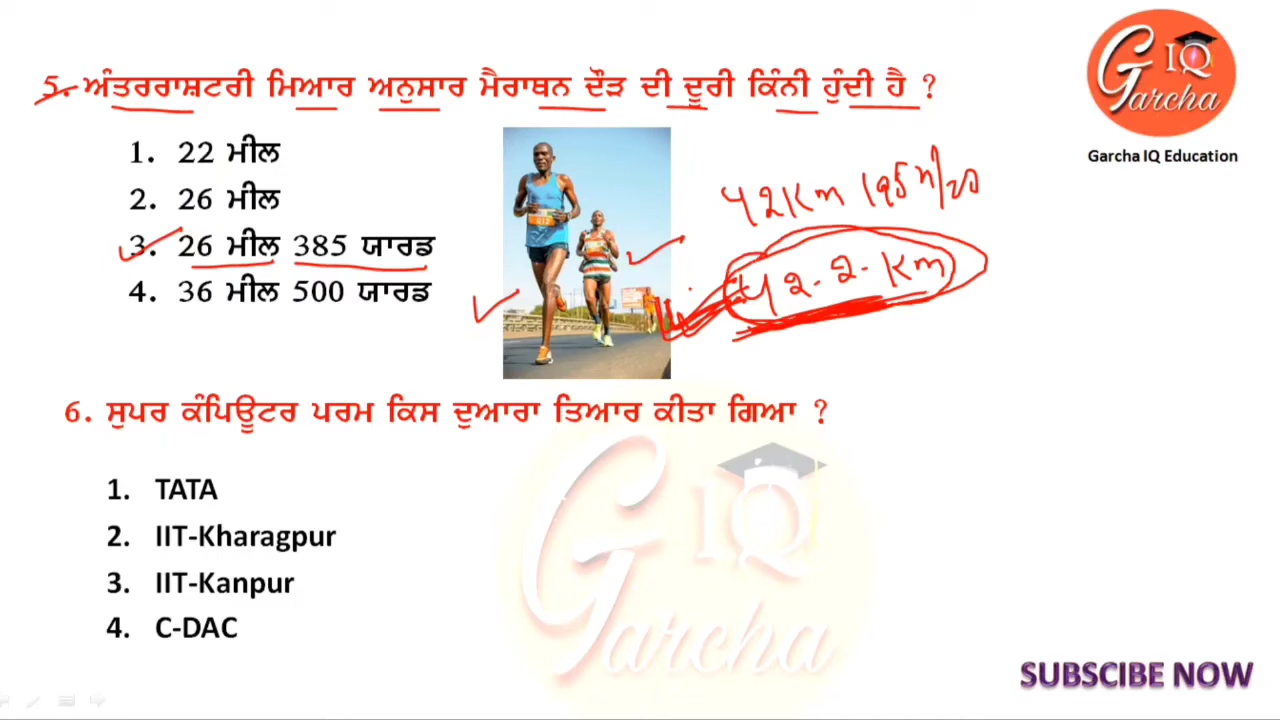 5. ਅੰਤਰਰਾਸ਼ਟਰੀ ਮਿਆਰ ਅਨੁਸਾਰ ਮੈਰਾਥਨ ਦੌੜ ਦੀ ਦੂਰੀ ਕਿੰਨੀ ਹੁੰਦੀ ਹੈ ?
1. 22 ਮੀਲ
2. 26 ਮੀਲ
3. 26 ਮੀਲ 385 ਯਾਰਡ
4. 36 ਮੀਲ 500 ਯਾਰਡ
42Km 195
42.2 Km
G IQ
Garcha
Garcha IQ Education
6. ਸੁਪਰ ਕੰਪਿਊਟਰ ਪਰਮ ਕਿਸ ਦੁਆਰਾ ਤਿਆਰ ਕੀਤਾ ਗਿਆ ?
1. TATA
2. IIT-Kharagpur
3. IIT-Kanpur
4. C-DAC
IQ
Garcha
SUBSCIBE NOW